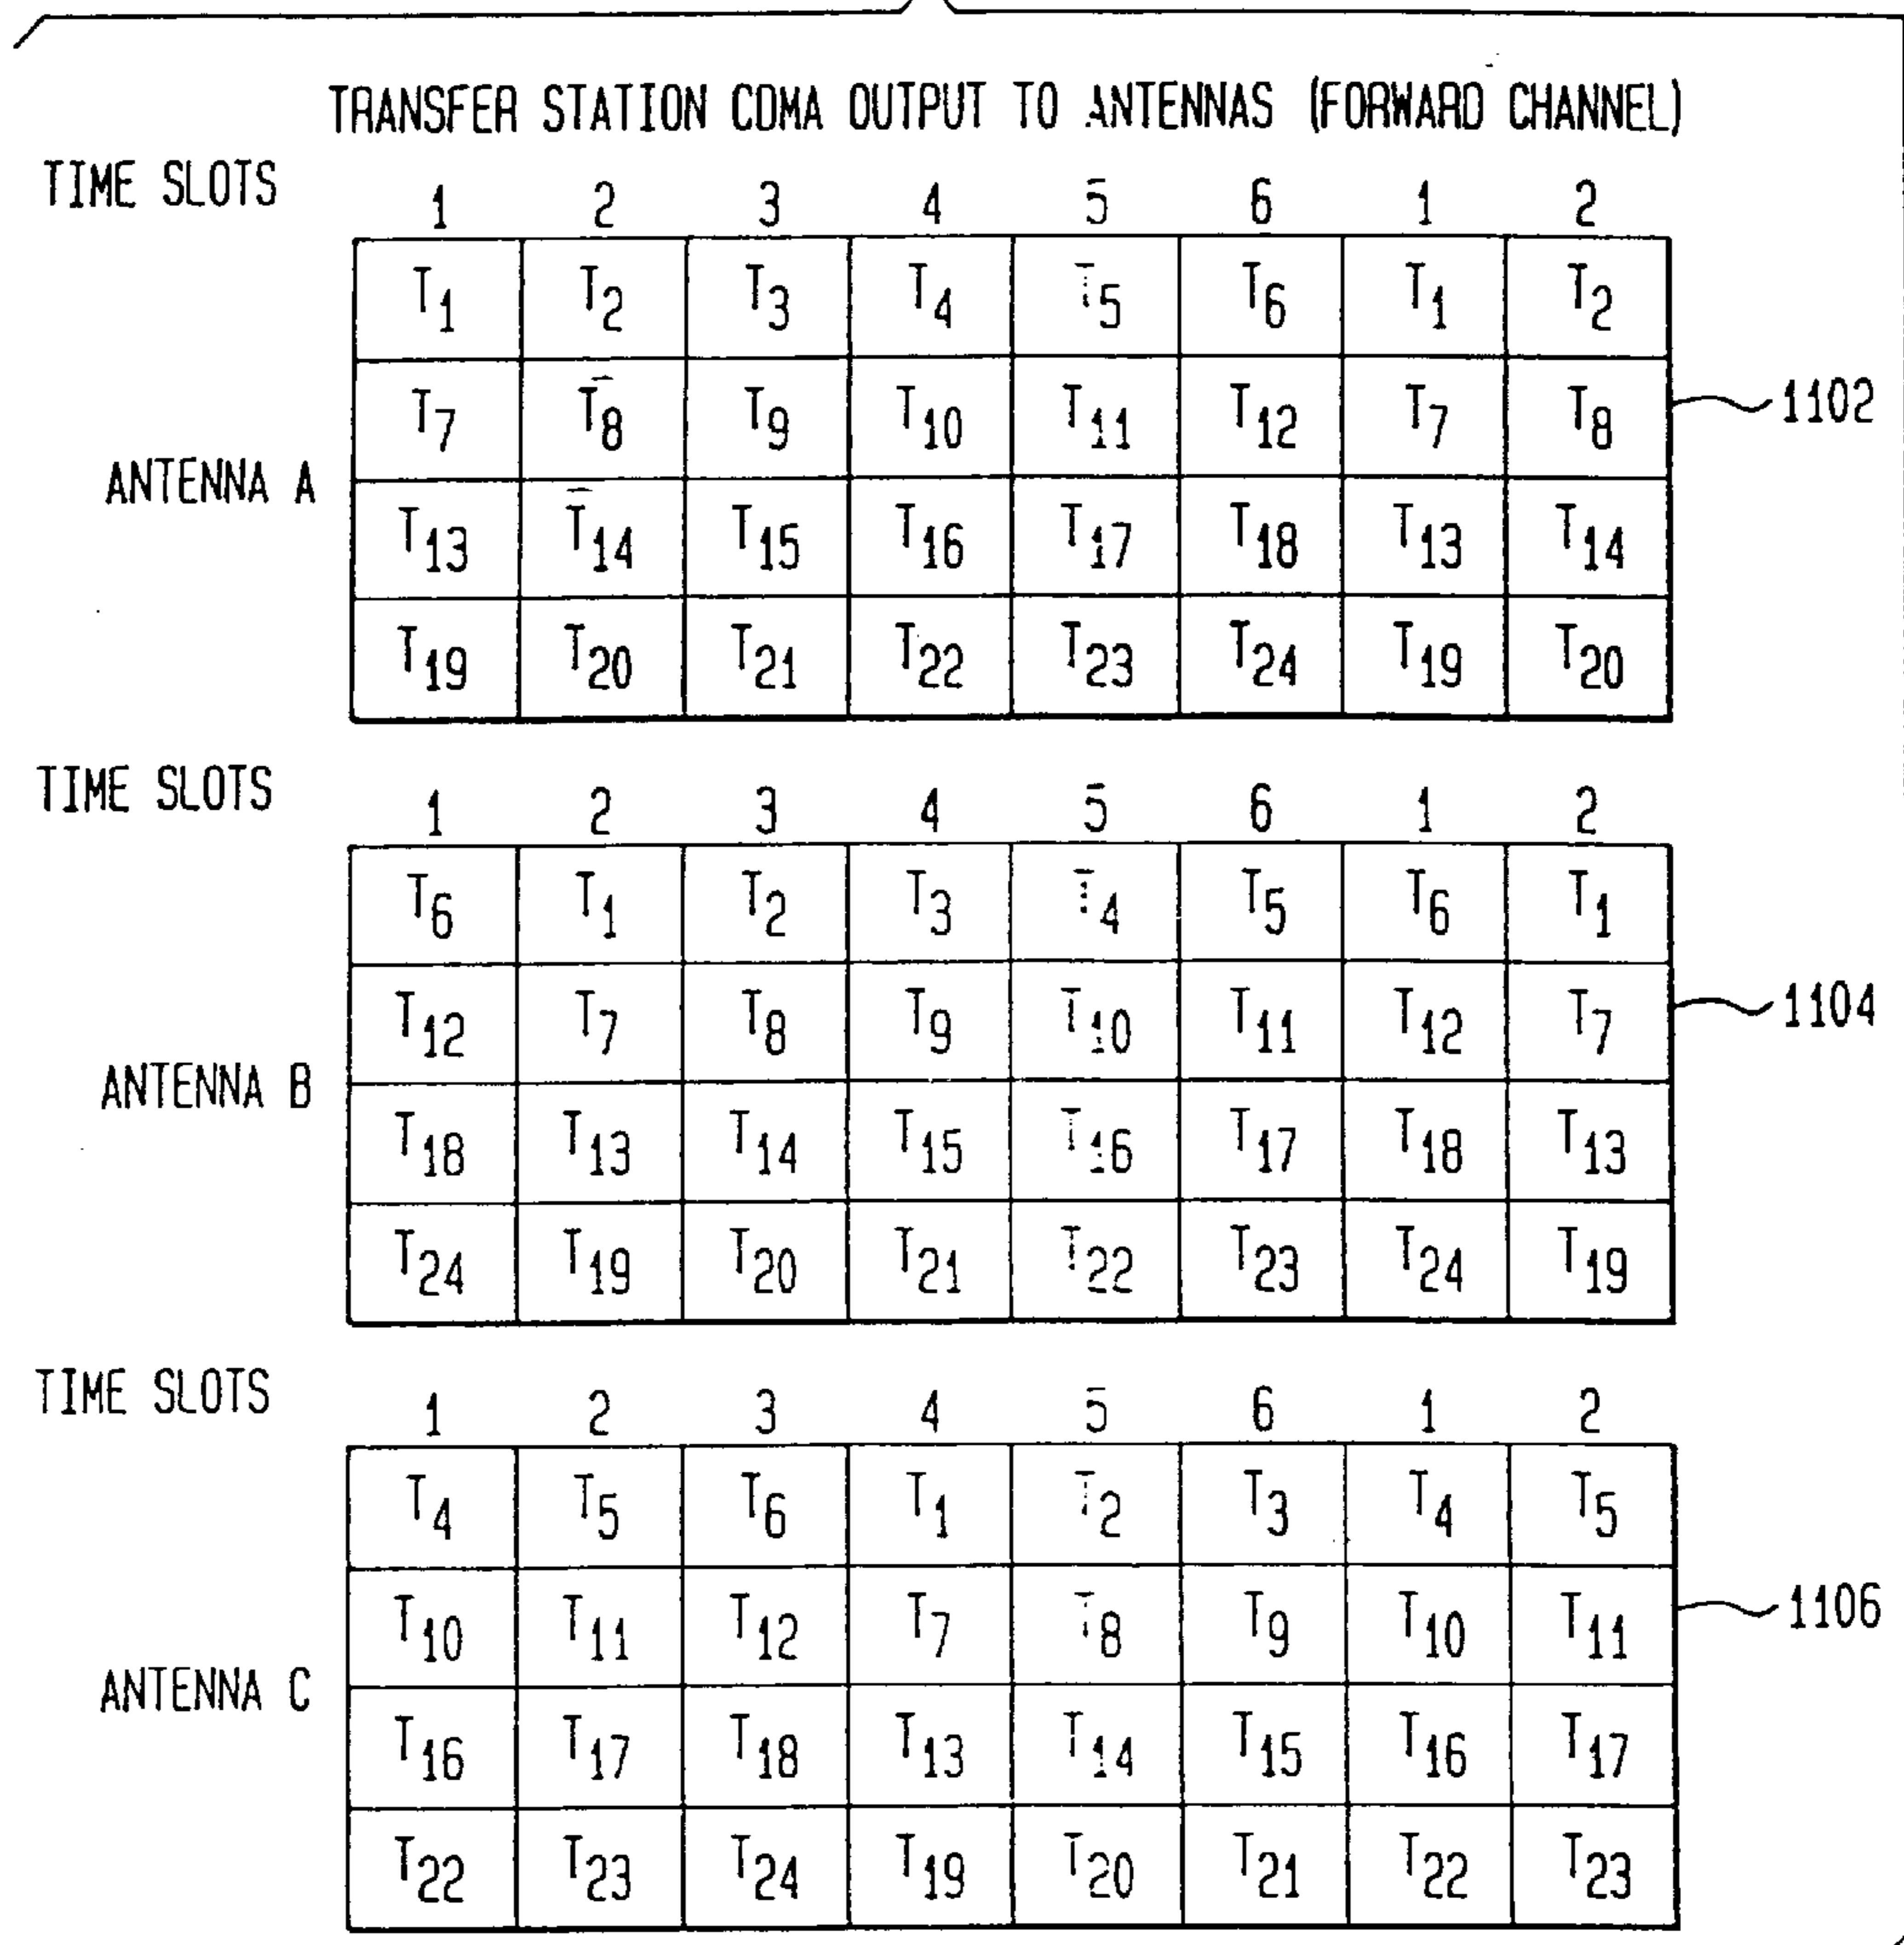 TRANSFER STATION CDMA OUTPUT TO ANTENNAS (FORWARD CHANNEL)
TIME SLOTS 1 2 3 4 5 6 1 2
T1 T2 T3 T4 T5 T6 T1 T2
T7 T8 T9 T10 T11 T12 T7 T8 1102
ANTENNA A
T13 T14 T15 T16 T17 T18 T13 T14
T19 T20 T21 T22 T23 T24 T19 T20
TIME SLOTS 1 2 3 4 5 6 1 2
T6 T1 T2 T3 T4 T5 T6 T1
T12 T7 T8 T9 T10 T11 T12 T7 1104
ANTENNA B
T18 T13 T14 T15 T16 T17 T18 T13
T24 T19 T20 T21 T22 T23 T24 T19
TIME SLOTS 1 2 3 4 5 6 1 2
T4 T5 T6 T1 T2 T3 T4 T5
T10 T11 T12 T7 T8 T9 T10 T11 1106
ANTENNA C
T16 T17 T18 T13 T14 T15 T16 T17
T22 T23 T24 T19 T20 T21 T22 T23